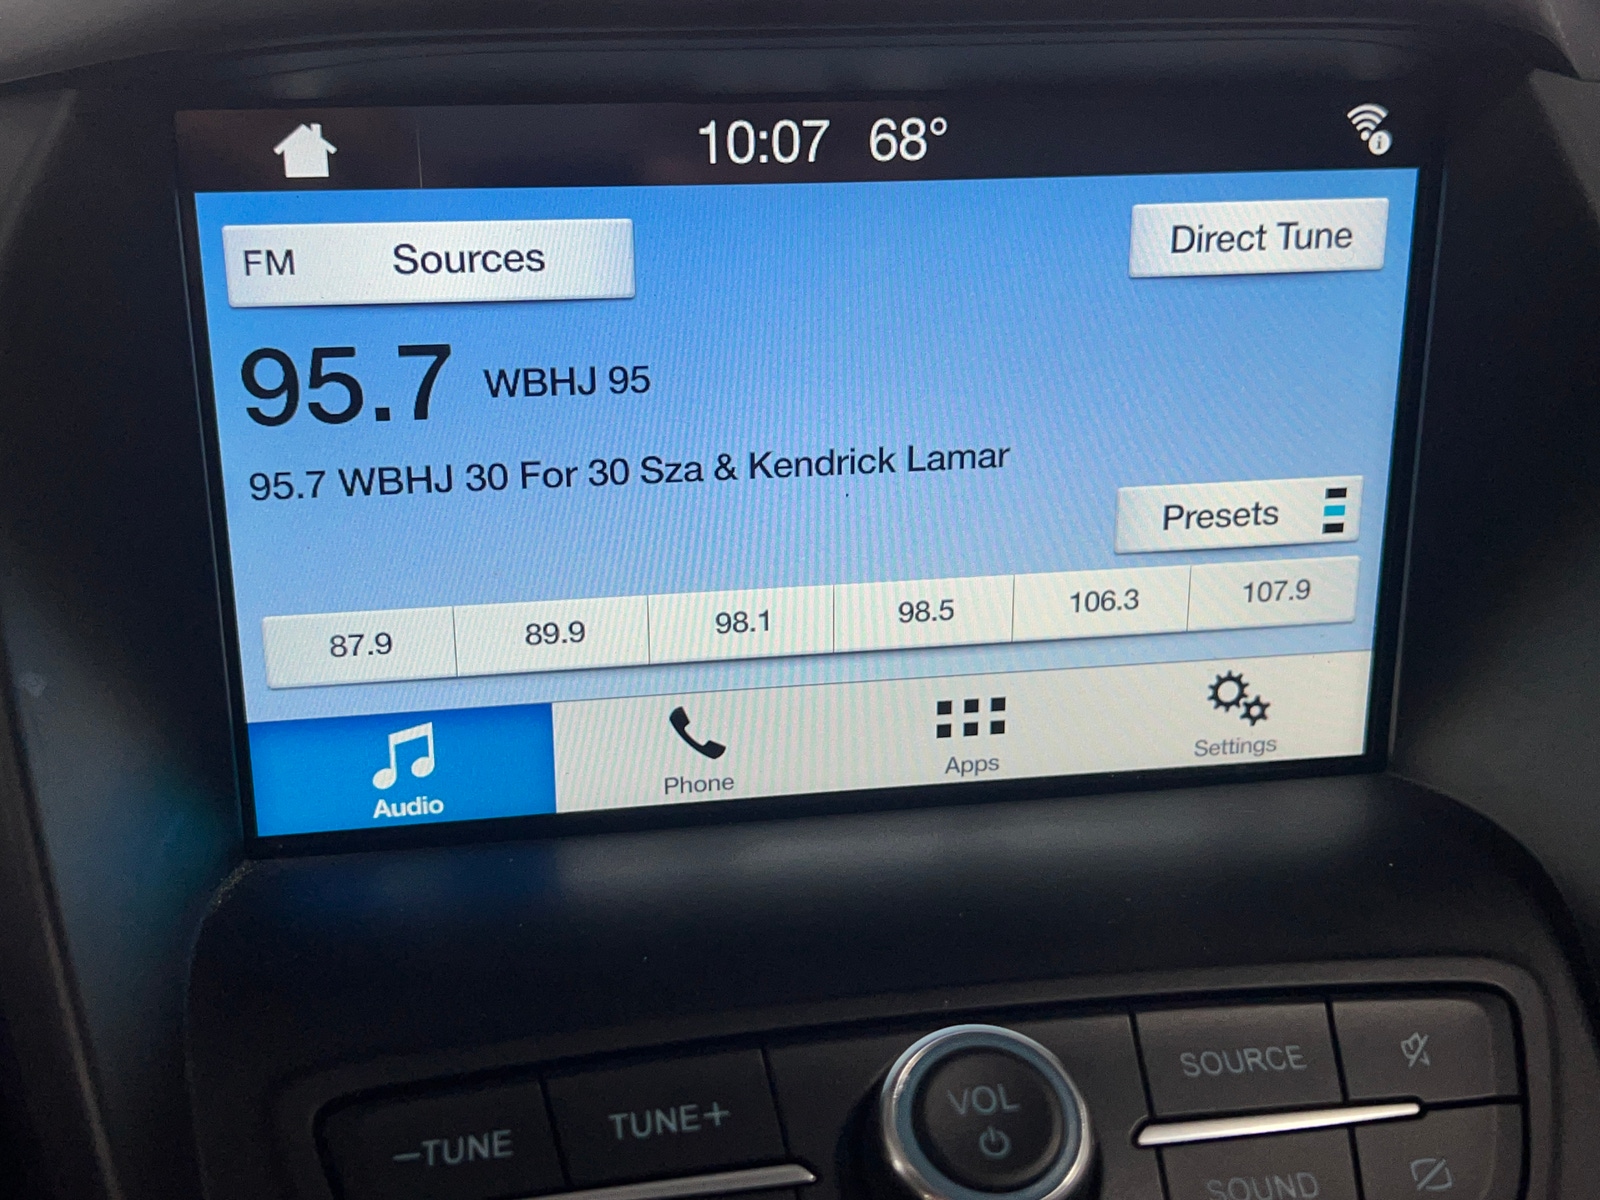 10:07 68°
FM Sources
Direct Tune
95.7 WBHJ 95
95.7 WBHJ 30 For 30 Sza & Kendrick Lamar
Presets
87.9 89.9 98.1 98.5 106.3 107.9
Audio Phone Apps Settings
SOURCE
VOL
–TUNE TUNE+
SOUND